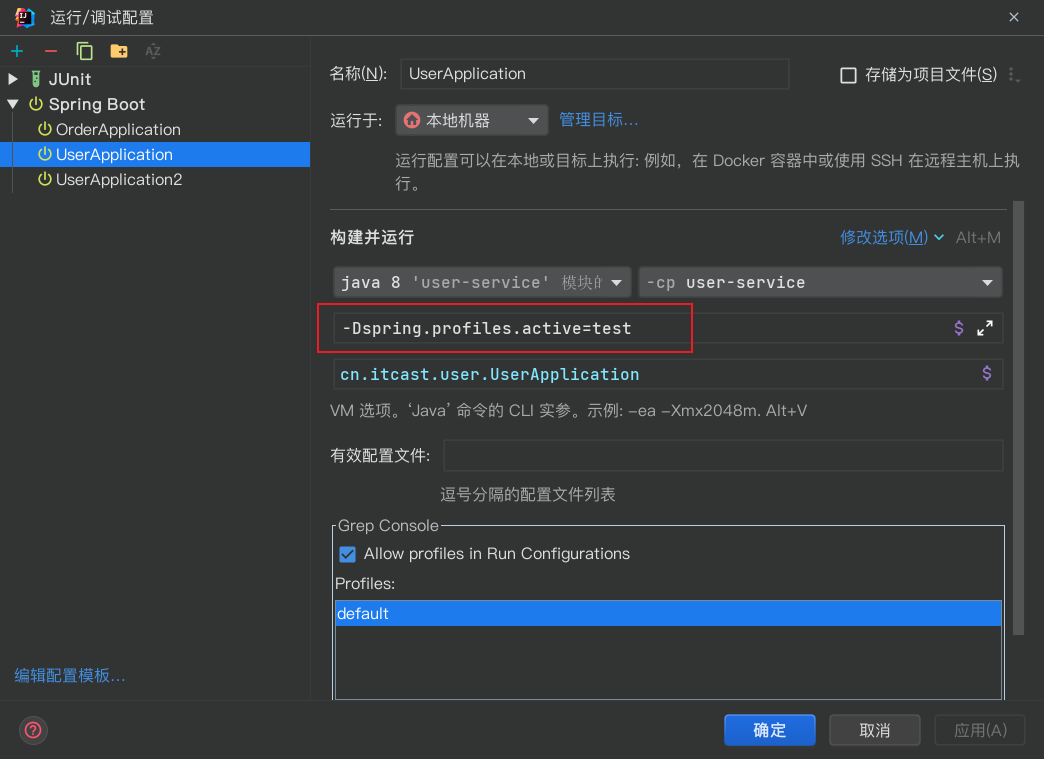 运行/调试配置
JUnit
Spring Boot
OrderApplication
UserApplication
UserApplication2
编辑配置模板...
名称(N): UserApplication 存储为项目文件(S)
运行于: 本地机器 管理目标...
运行配置可以在本地或目标上执行: 例如，在 Docker 容器中或使用 SSH 在远程主机上执
行。
构建并运行 修改选项(M) Alt+M
java 8 'user-service' 模块的 -cp user-service
-Dspring.profiles.active=test
cn.itcast.user.UserApplication
VM 选项。‘Java’ 命令的 CLI 实参。示例: -ea -Xmx2048m. Alt+V
有效配置文件:
逗号分隔的配置文件列表
Grep Console
Allow profiles in Run Configurations
Profiles:
default
确定 取消 应用(A)